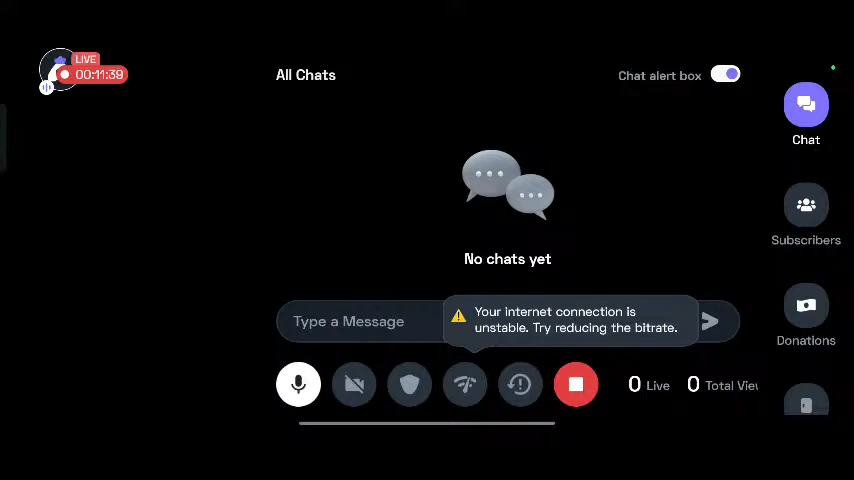 LIVE
00:11:39
All Chats
Chat alert box
Chat
Subscribers
No chats yet
Type a Message
Your internet connection is
unstable. Try reducing the bitrate.
Donations
0 Live 0 Total Viev